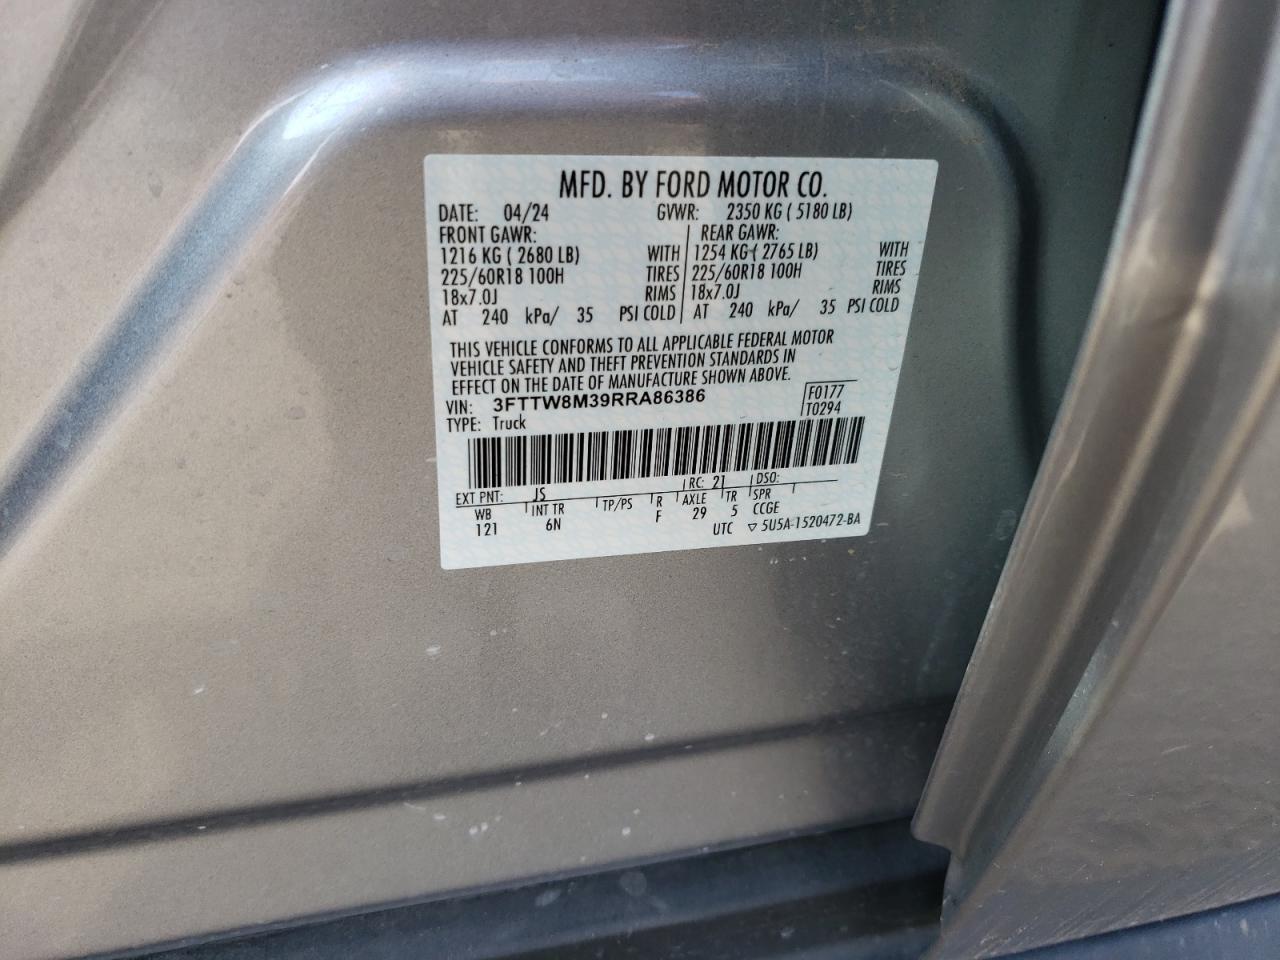 MFD. BY FORD MOTOR CO.
DATE: 04/24 GVWR: 2350 KG ( 5180 LB)
FRONT GAWR: REAR GAWR:
1216 KG ( 2680 LB) WITH 1254 KG ( 2765 LB) WITH
225/60R18 100H TIRES 225/60R18 100H TIRES
18x7.0J RIMS 18x7.0J RIMS
AT 240 kPa/ 35 PSI COLD AT 240 kPa/ 35 PSI COLD
THIS VEHICLE CONFORMS TO ALL APPLICABLE FEDERAL MOTOR
VEHICLE SAFETY AND THEFT PREVENTION STANDARDS IN
EFFECT ON THE DATE OF MANUFACTURE SHOWN ABOVE.
VIN: 3FTTW8M39RRA86386 F0177
TYPE: Truck T0294
EXT PNT: JS RC: 21 DSO:
WB INT TR TP/PS R AXLE TR SPR
121 6N F 29 5 CCGE
UTC ▽ 5U5A-1520472-BA